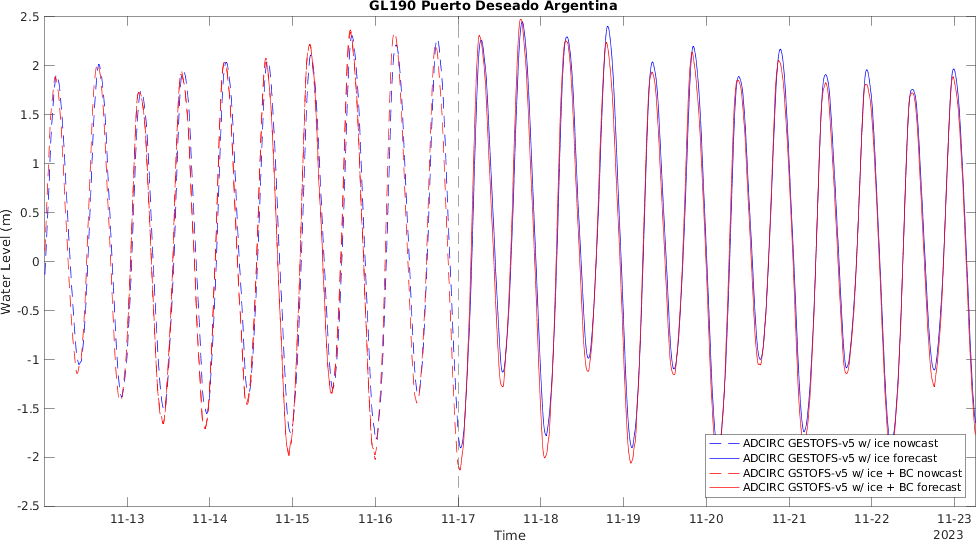 GL190 Puerto Deseado Argentina
2.5
2
1.5
1
0.5
0
-0.5
-1
-1.5
-2
-2.5
Water Level (m)
11-13 11-14 11-15 11-16 11-17 11-18 11-19 11-20 11-21 11-22 11-23
Time
2023
ADCIRC GESTOFS-v5 w/ ice nowcast
ADCIRC GESTOFS-v5 w/ ice forecast
ADCIRC GSTOFS-v5 w/ ice + BC nowcast
ADCIRC GSTOFS-v5 w/ ice + BC forecast